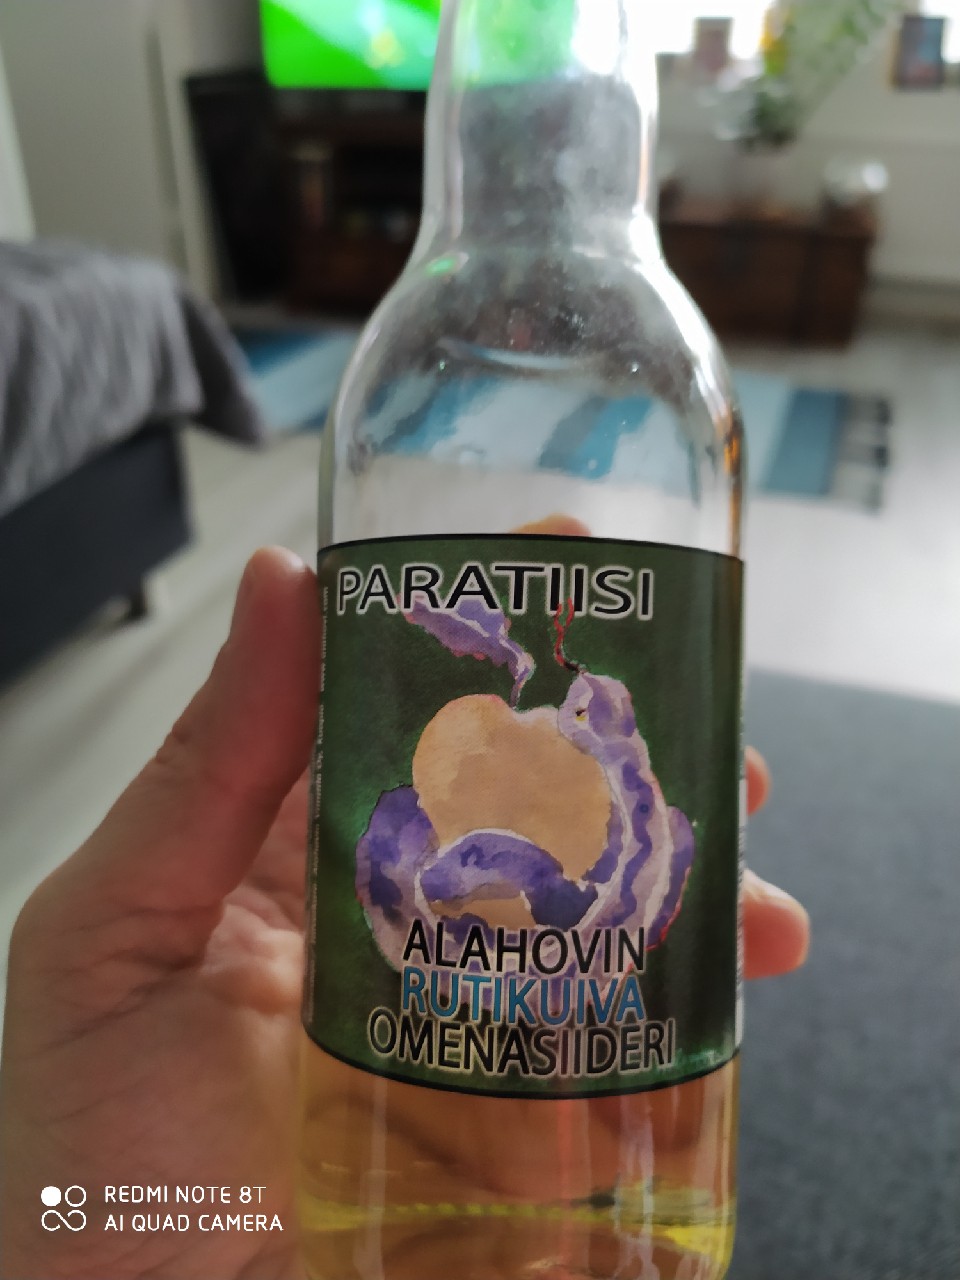 PARATIISI
ALAHOVIN
RUTIKUIVA
OMENASIIDERI
REDMI NOTE 8T
AI QUAD CAMERA